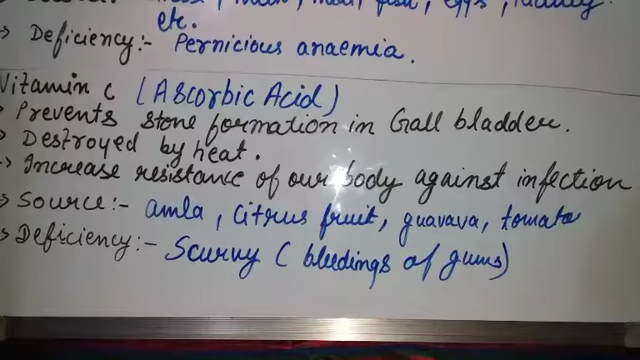 etc.
→ Deficiency:- Pernicious anaemia.
Vitamin C (Ascorbic Acid)
> Prevents stone formation in Gall bladder.
> Destroyed by heat.
-> Increase resistance of our body against infection
-> Source:- amla, Citrus fruit, guavava, tomato
> Deficiency:- Scurvy (bleedings of gums)